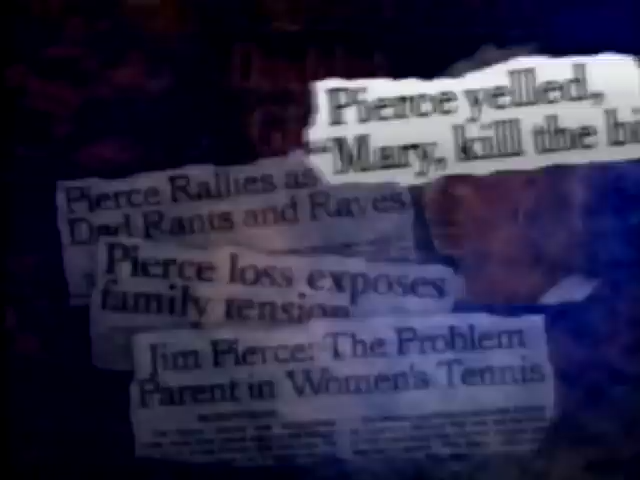 Pierce yelled,
"Mary, kill the bi
Pierce Rallies as
Dad Rants and Raves
Pierce loss exposes
family tension
Jim Pierce: The Problem
Parent in Women's Tennis